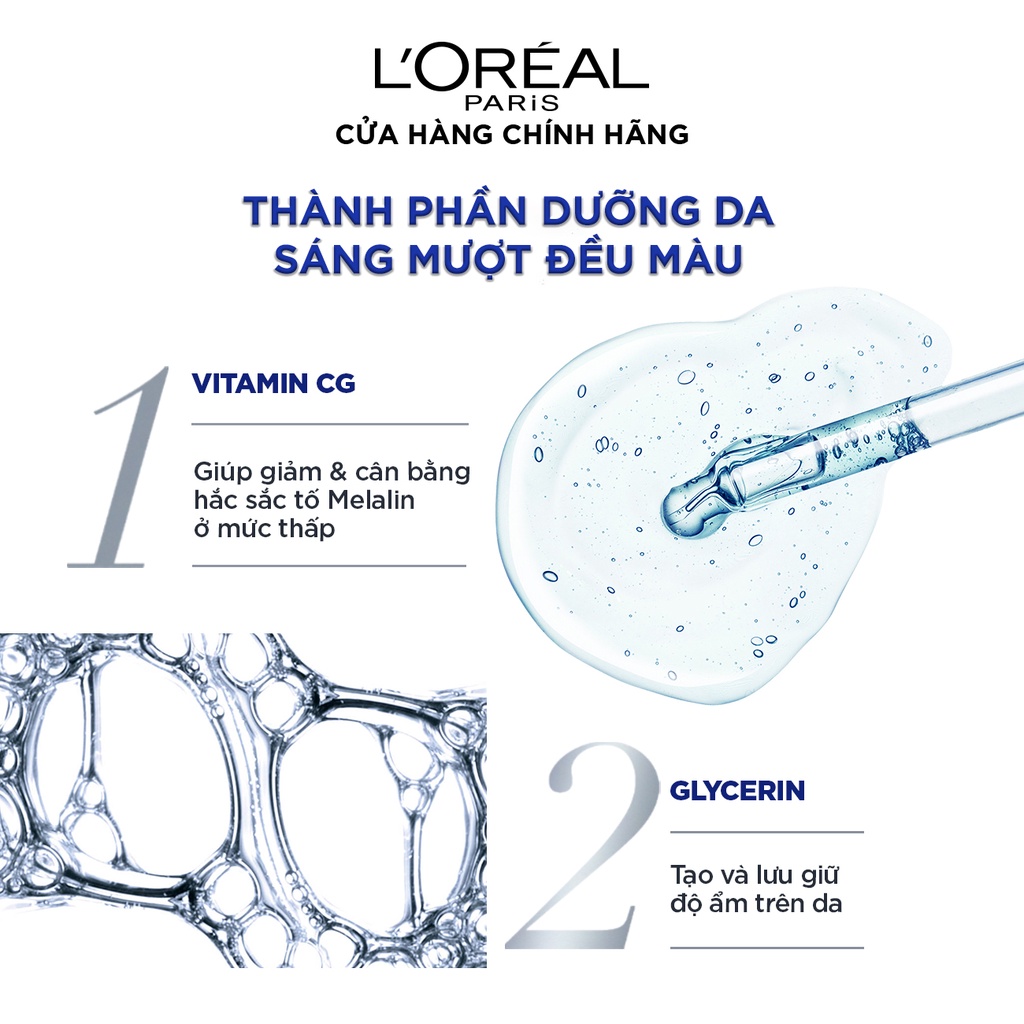 L'ORÉAL
PARiS
CỬA HÀNG CHÍNH HÃNG
THÀNH PHẦN DƯỠNG DA
SÁNG MƯỢT ĐỀU MÀU
1
VITAMIN CG
Giúp giảm & cân bằng
hắc sắc tố Melalin
ở mức thấp
2
GLYCERIN
Tạo và lưu giữ
độ ẩm trên da